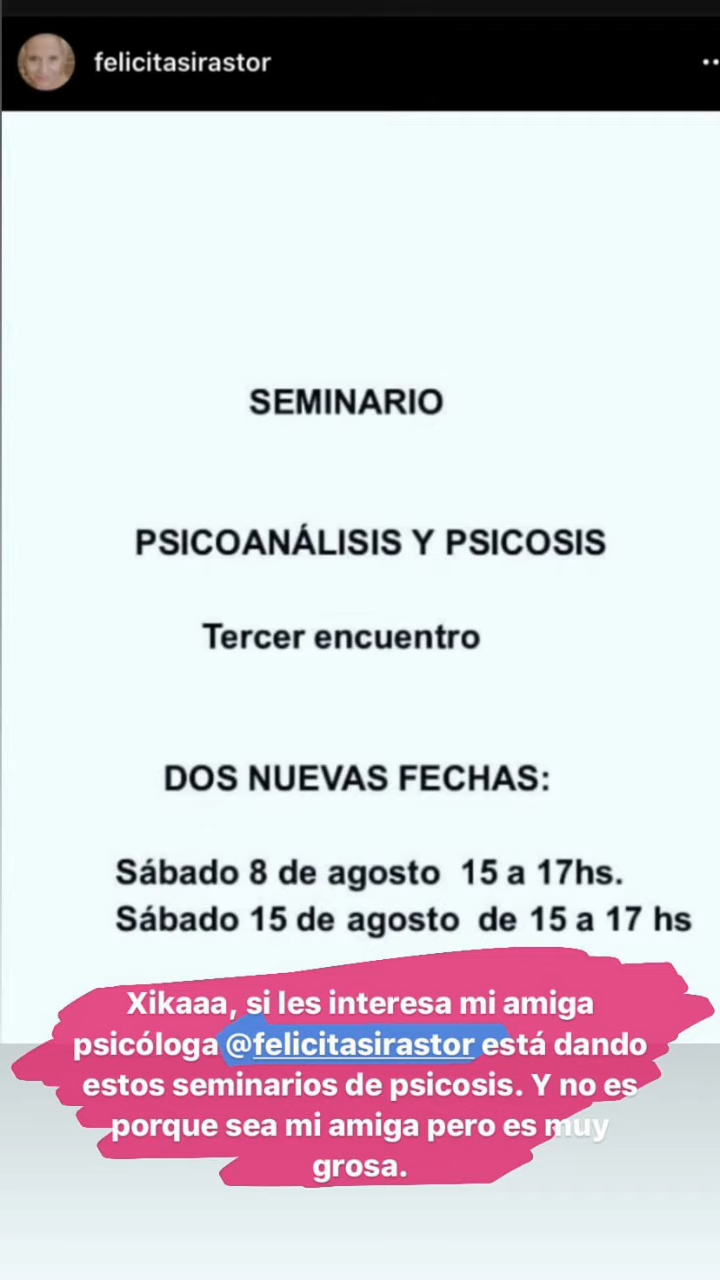 felicitasirastor
SEMINARIO
PSICOANÁLISIS Y PSICOSIS
Tercer encuentro
DOS NUEVAS FECHAS:
Sábado 8 de agosto 15 a 17hs.
Sábado 15 de agosto de 15 a 17 hs
Xikaaa, si les interesa mi amiga
psicóloga @felicitasirastor está dando
estos seminarios de psicosis. Y no es
porque sea mi amiga pero es muy
grosa.